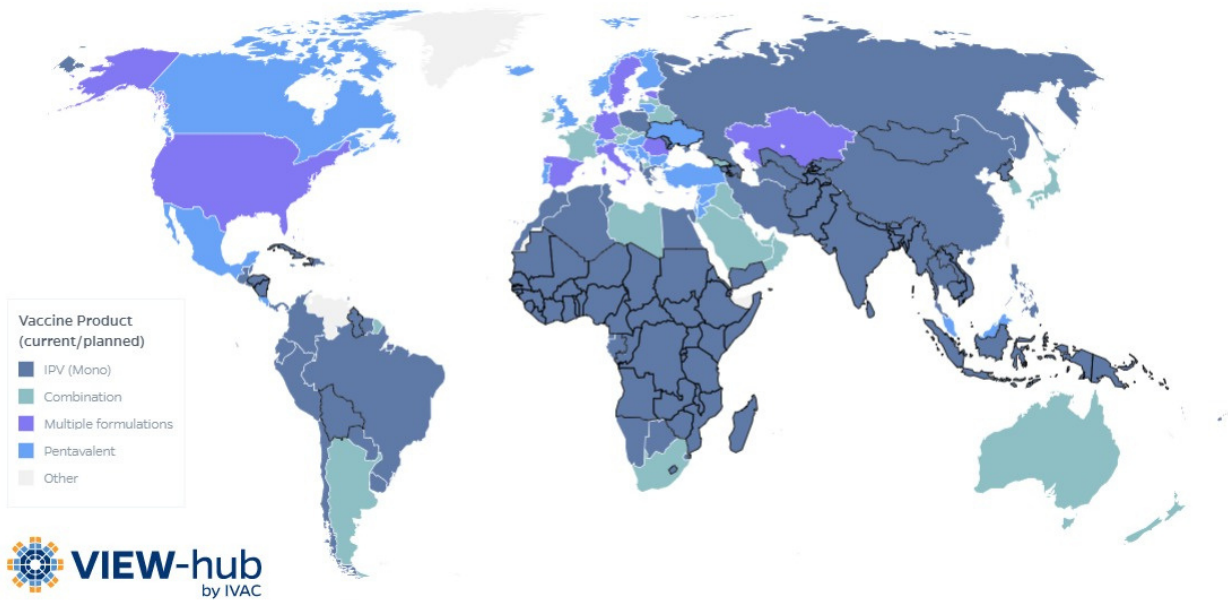 Vaccine Product
(current/planned)
IPV (Mono)
Combination
Multiple formulations
Pentavalent
Other
VIEW-hub
by IVAC